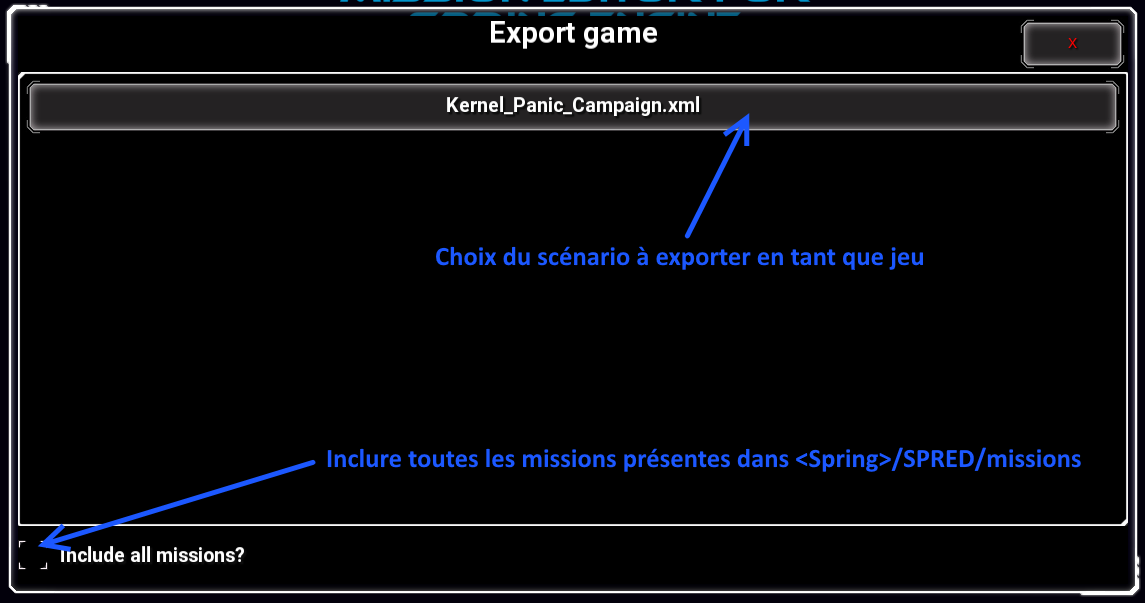 Export game
x
Kernel_Panic_Campaign.xml
Choix du scénario à exporter en tant que jeu
Inclure toutes les missions présentes dans <Spring>/SPRED/missions
Include all missions?